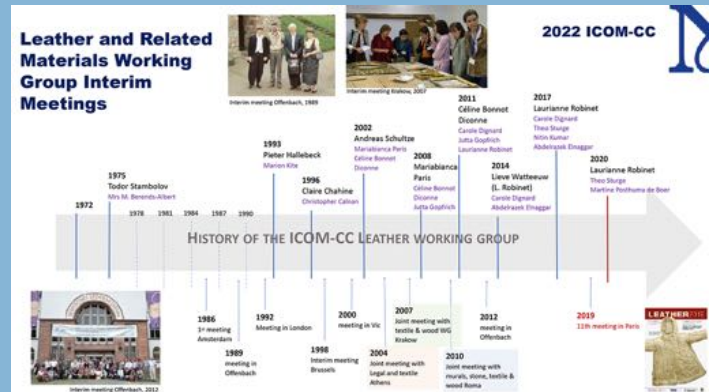 Leather and Related
Materials Working
Group Interim
Meetings
2022 ICOM-CC
Interim meeting Offenbach, 1989
Interim meeting Krakow, 2007
1972
1975
Todor Stambolov
Mrs M. Berends-Albert
1978
1981
1984
1987
1990
1993
Pieter Hallebeck
Marion Kite
1996
Claire Chahine
Christopher Calnan
2002
Andreas Schultze
Mariabianca Paris
Céline Bonnot
Diconne
2008
Mariabianca
Paris
Céline Bonnot
Diconne
Jutta Gopfrich
2011
Céline Bonnot
Diconne
Carole Dignard
Jutta Gopfrich
Laurianne Robinet
2014
Lieve Watteeuw
(L. Robinet)
Carole Dignard
Abdelrazek Elnaggar
2017
Laurianne Robinet
Carole Dignard
Theo Sturge
Nitin Kumar
Abdelrazek Elnaggar
2020
Laurianne Robinet
Theo Sturge
Martine Posthuma de Boer
HISTORY OF THE ICOM-CC LEATHER WORKING GROUP
1986
1st meeting
Amsterdam
1989
meeting in
Offenbach
1992
Meeting in London
1998
Interim meeting
Brussels
2000
meeting in Vic
2004
Joint meeting with
Legal and textile
Athens
2007
Joint meeting with
textile & wood WG
Krakow
2010
Joint meeting with
murals, stone, textile &
wood Roma
2012
meeting in
Offenbach
2019
11th meeting in Paris
Interim meeting Offenbach, 2012
LEATHER